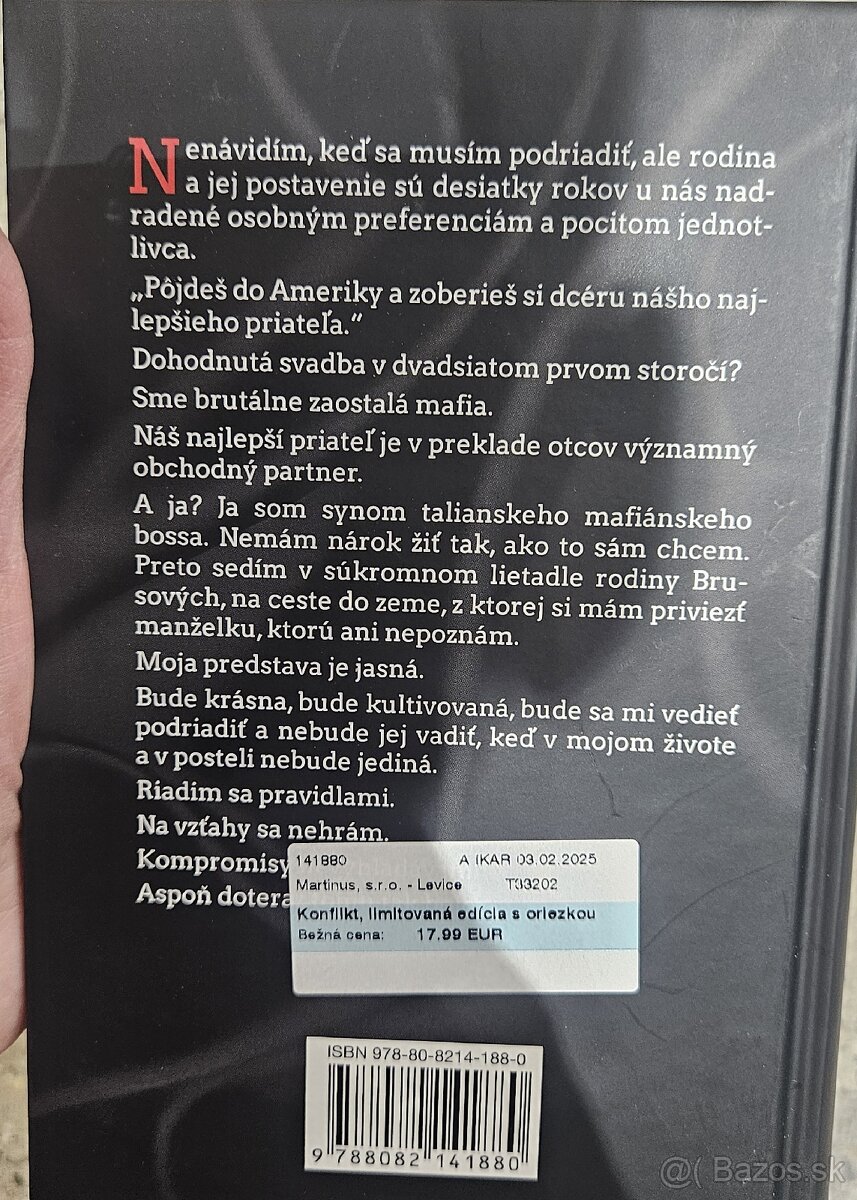 Nenávidím, keď sa musím podriadiť, ale rodina
a jej postavenie sú desiatky rokov u nás nad-
radené osobným preferenciám a pocitom jednot-
livca.
„Pôjdeš do Ameriky a zoberieš si dcéru nášho naj-
lepšieho priateľa.“
Dohodnutá svadba v dvadsiatom prvom storočí?
Sme brutálne zaostalá mafia.
Náš najlepší priateľ je v preklade otcov významný
obchodný partner.
A ja? Ja som synom talianskeho mafiánskeho
bossa. Nemám nárok žiť tak, ako to sám chcem.
Preto sedím v súkromnom lietadle rodiny Bru-
sových, na ceste do zeme, z ktorej si mám priviezť
manželku, ktorú ani nepoznám.
Moja predstava je jasná.
Bude krásna, bude kultivovaná, bude sa mi vedieť
podriadiť a nebude jej vadiť, keď v mojom živote
a v posteli nebude jediná.
Riadim sa pravidlami.
Na vzťahy sa nehrám.
Kompromisy
Aspoň dotera
141880 A IKAR 03.02.2025
Martinus, s.r.o. - Levice T33202
Konflikt, limitovaná edícia s oriezkou
Bežná cena: 17.99 EUR
ISBN 978-80-8214-188-0
9 788082 141880
@( Bazos.sk